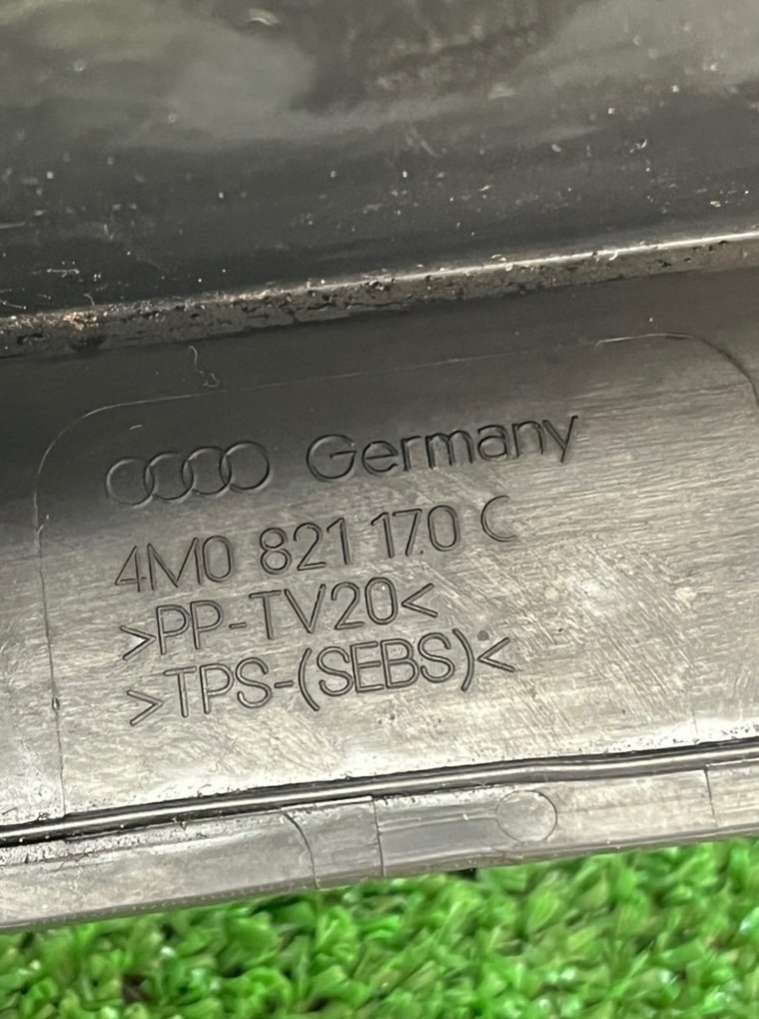 Germany
4M0 821 170 C
>PP-TV20<
>TPS-(SEBS)<